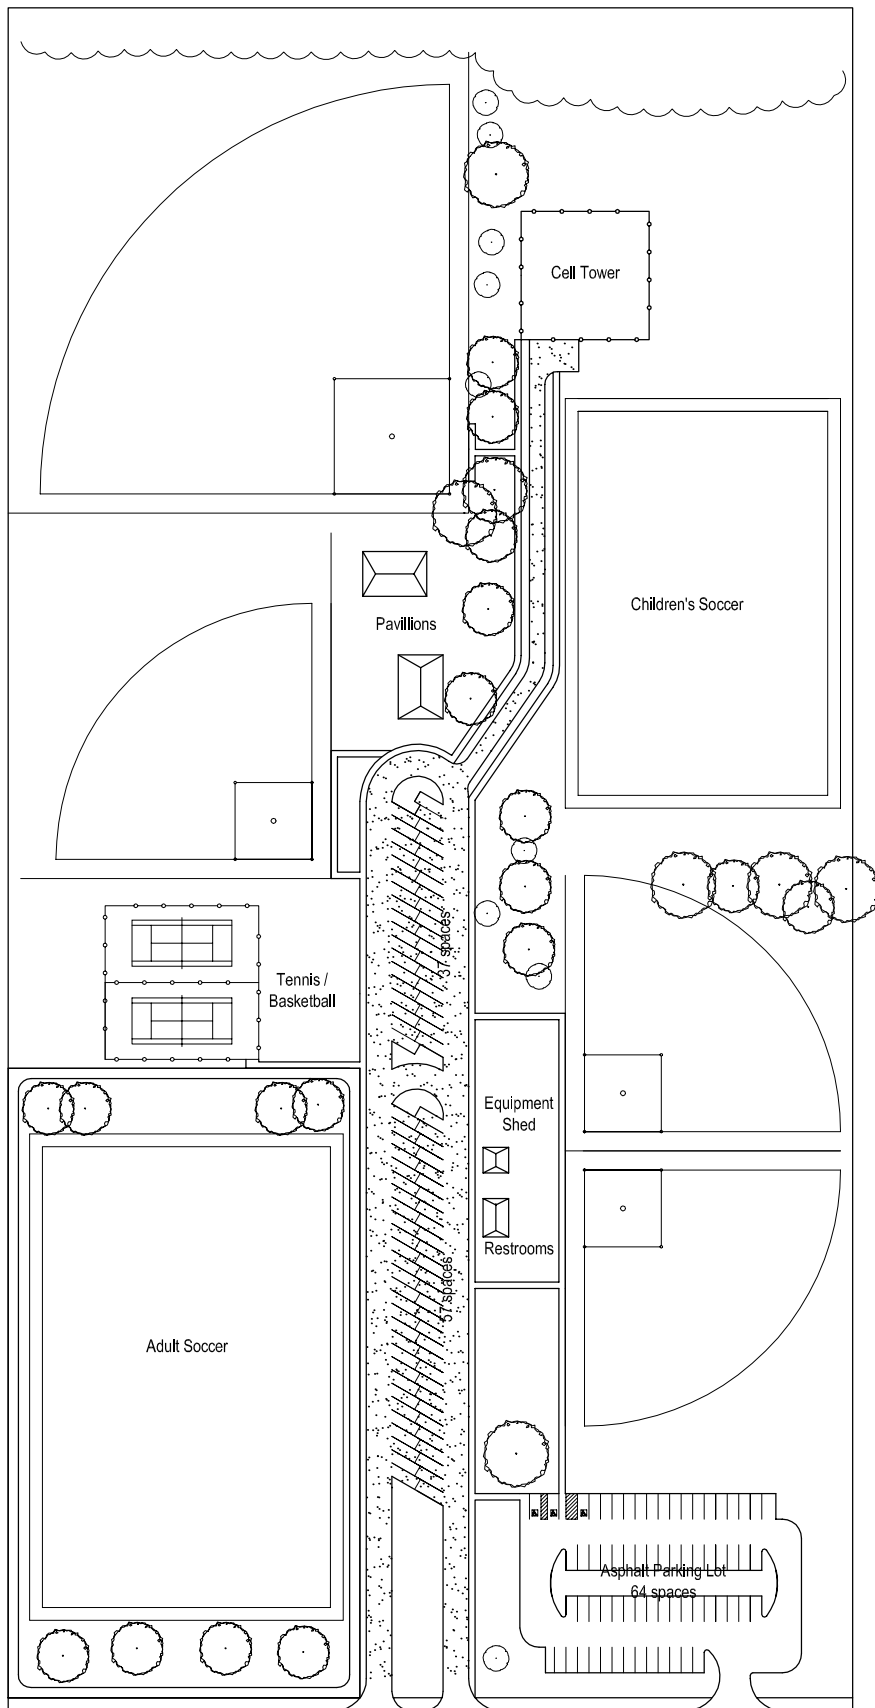 Cell Tower
Children's Soccer
Pavillions
37 spaces
Tennis /
Basketball
Equipment
Shed
Restrooms
57 spaces
Adult Soccer
Asphalt Parking Lot
64 spaces